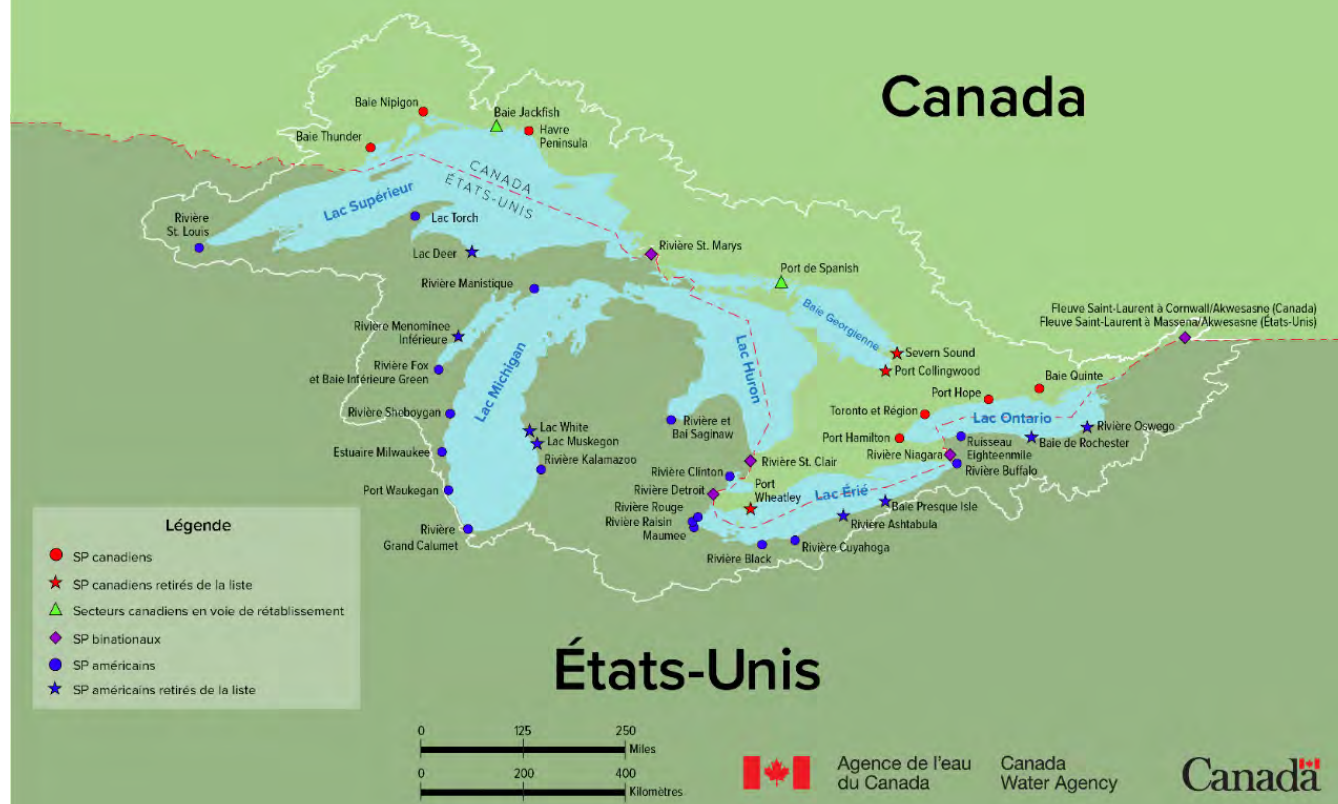 Canada
Baie Nipigon
Baie Jackfish
Baie Thunder
Havre
Peninsula
CANADA
ÉTATS-UNIS
Lac Supérieur
Rivière
St. Louis
Lac Torch
Lac Deer
Rivière St. Marys
Port de Spanish
Rivière Manistique
Baie Georgienne
Fleuve Saint-Laurent à Cornwall/Akwesasne (Canada)
Fleuve Saint-Laurent à Massena/Akwesasne (États-Unis)
Rivière Menominee
Inférieure
Severn Sound
Port Collingwood
Rivière Fox
et Baie Inférieure Green
Lac Michigan
Lac Huron
Baie Quinte
Port Hope
Rivière Sheboygan
Toronto et Région
Lac Ontario
Lac White
Lac Muskegon
Rivière et
Bai Saginaw
Rivière Oswego
Baie de Rochester
Port Hamilton
Ruisseau
Eighteenmile
Estuaire Milwaukee
Rivière Kalamazoo
Rivière St. Clair
Rivière Niagara
Rivière Buffalo
Rivière Clinton
Port Waukegan
Rivière Detroit
Port
Wheatley
Lac Érié
Baie Presque Isle
Rivière Rouge
Rivière Raisin
Maumee
Rivière Ashtabula
Rivière
Grand Calumet
Rivière Black
Rivière Cuyahoga
Légende
SP canadiens
SP canadiens retirés de la liste
Secteurs canadiens en voie de rétablissement
SP binationaux
SP américains
SP américains retirés de la liste
États-Unis
0 125 250
Miles
0 200 400
Kilomètres
Agence de l'eau
du Canada
Canada
Water Agency
Canada